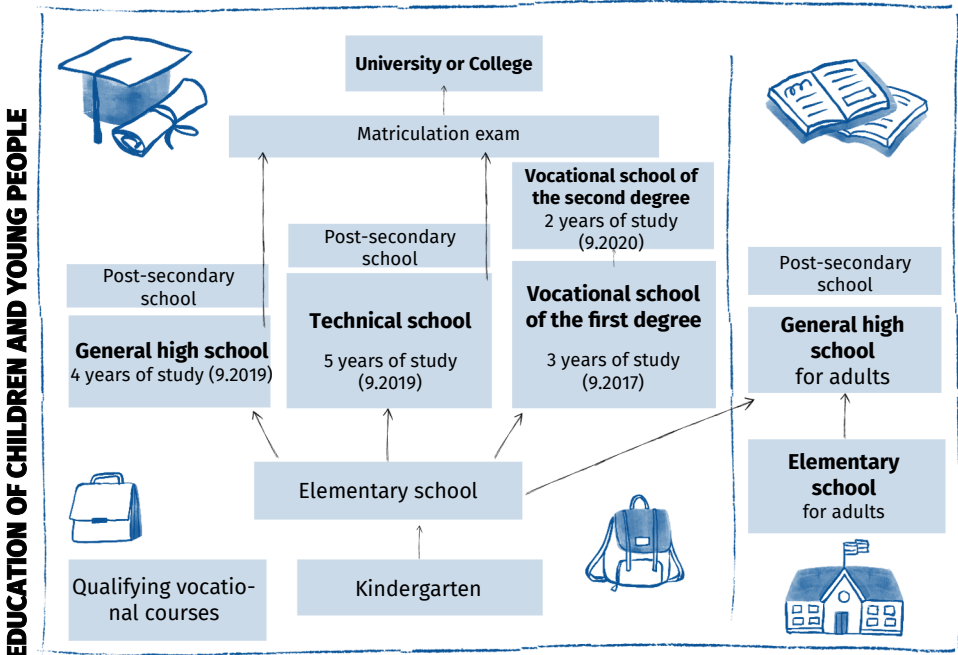 EDUCATION OF CHILDREN AND YOUNG PEOPLE
University or College
Matriculation exam
Vocational school of
the second degree
2 years of study
(9.2020)
Post-secondary
school
Post-secondary
school
General high school
4 years of study (9.2019)
Technical school
5 years of study
(9.2019)
Vocational school
of the first degree
3 years of study
(9.2017)
Elementary school
Kindergarten
Qualifying vocatio-
nal courses
Post-secondary
school
General high
school
for adults
Elementary
school
for adults